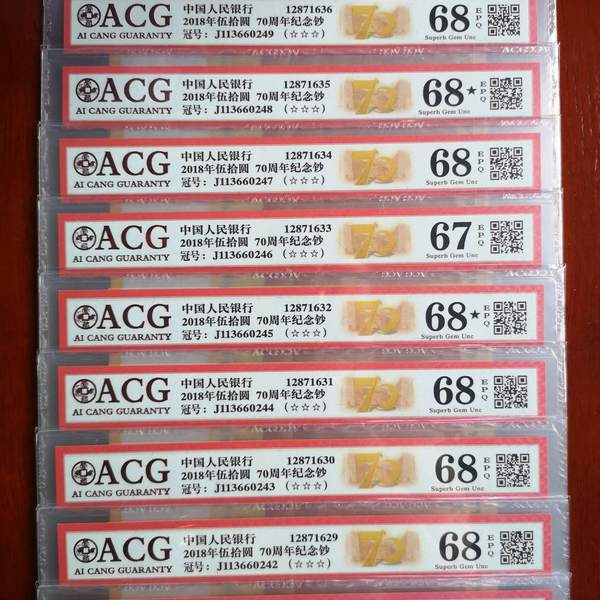 ACG
AI CANG GUARANTY
中国人民银行 12871636
2018年伍拾圆 70周年纪念钞
冠号：J113660249 （☆☆☆）
70
68 EPQ
Superb Gem Unc
ACG
AI CANG GUARANTY
中国人民银行 12871635
2018年伍拾圆 70周年纪念钞
冠号：J113660248 （☆☆☆）
70
68★ EPQ
Superb Gem Unc
ACG
AI CANG GUARANTY
中国人民银行 12871634
2018年伍拾圆 70周年纪念钞
冠号：J113660247 （☆☆☆）
70
68 EPQ
Superb Gem Unc
ACG
AI CANG GUARANTY
中国人民银行 12871633
2018年伍拾圆 70周年纪念钞
冠号：J113660246 （☆☆☆）
70
67 EPQ
Superb Gem Unc
ACG
AI CANG GUARANTY
中国人民银行 12871632
2018年伍拾圆 70周年纪念钞
冠号：J113660245 （☆☆☆）
70
68★ EPQ
Superb Gem Unc
ACG
AI CANG GUARANTY
中国人民银行 12871631
2018年伍拾圆 70周年纪念钞
冠号：J113660244 （☆☆☆）
70
68 EPQ
Superb Gem Unc
ACG
AI CANG GUARANTY
中国人民银行 12871630
2018年伍拾圆 70周年纪念钞
冠号：J113660243 （☆☆☆）
70
68 EPQ
Superb Gem Unc
ACG
AI CANG GUARANTY
中国人民银行 12871629
2018年伍拾圆 70周年纪念钞
冠号：J113660242 （☆☆☆）
70
68 EPQ
Superb Gem Unc